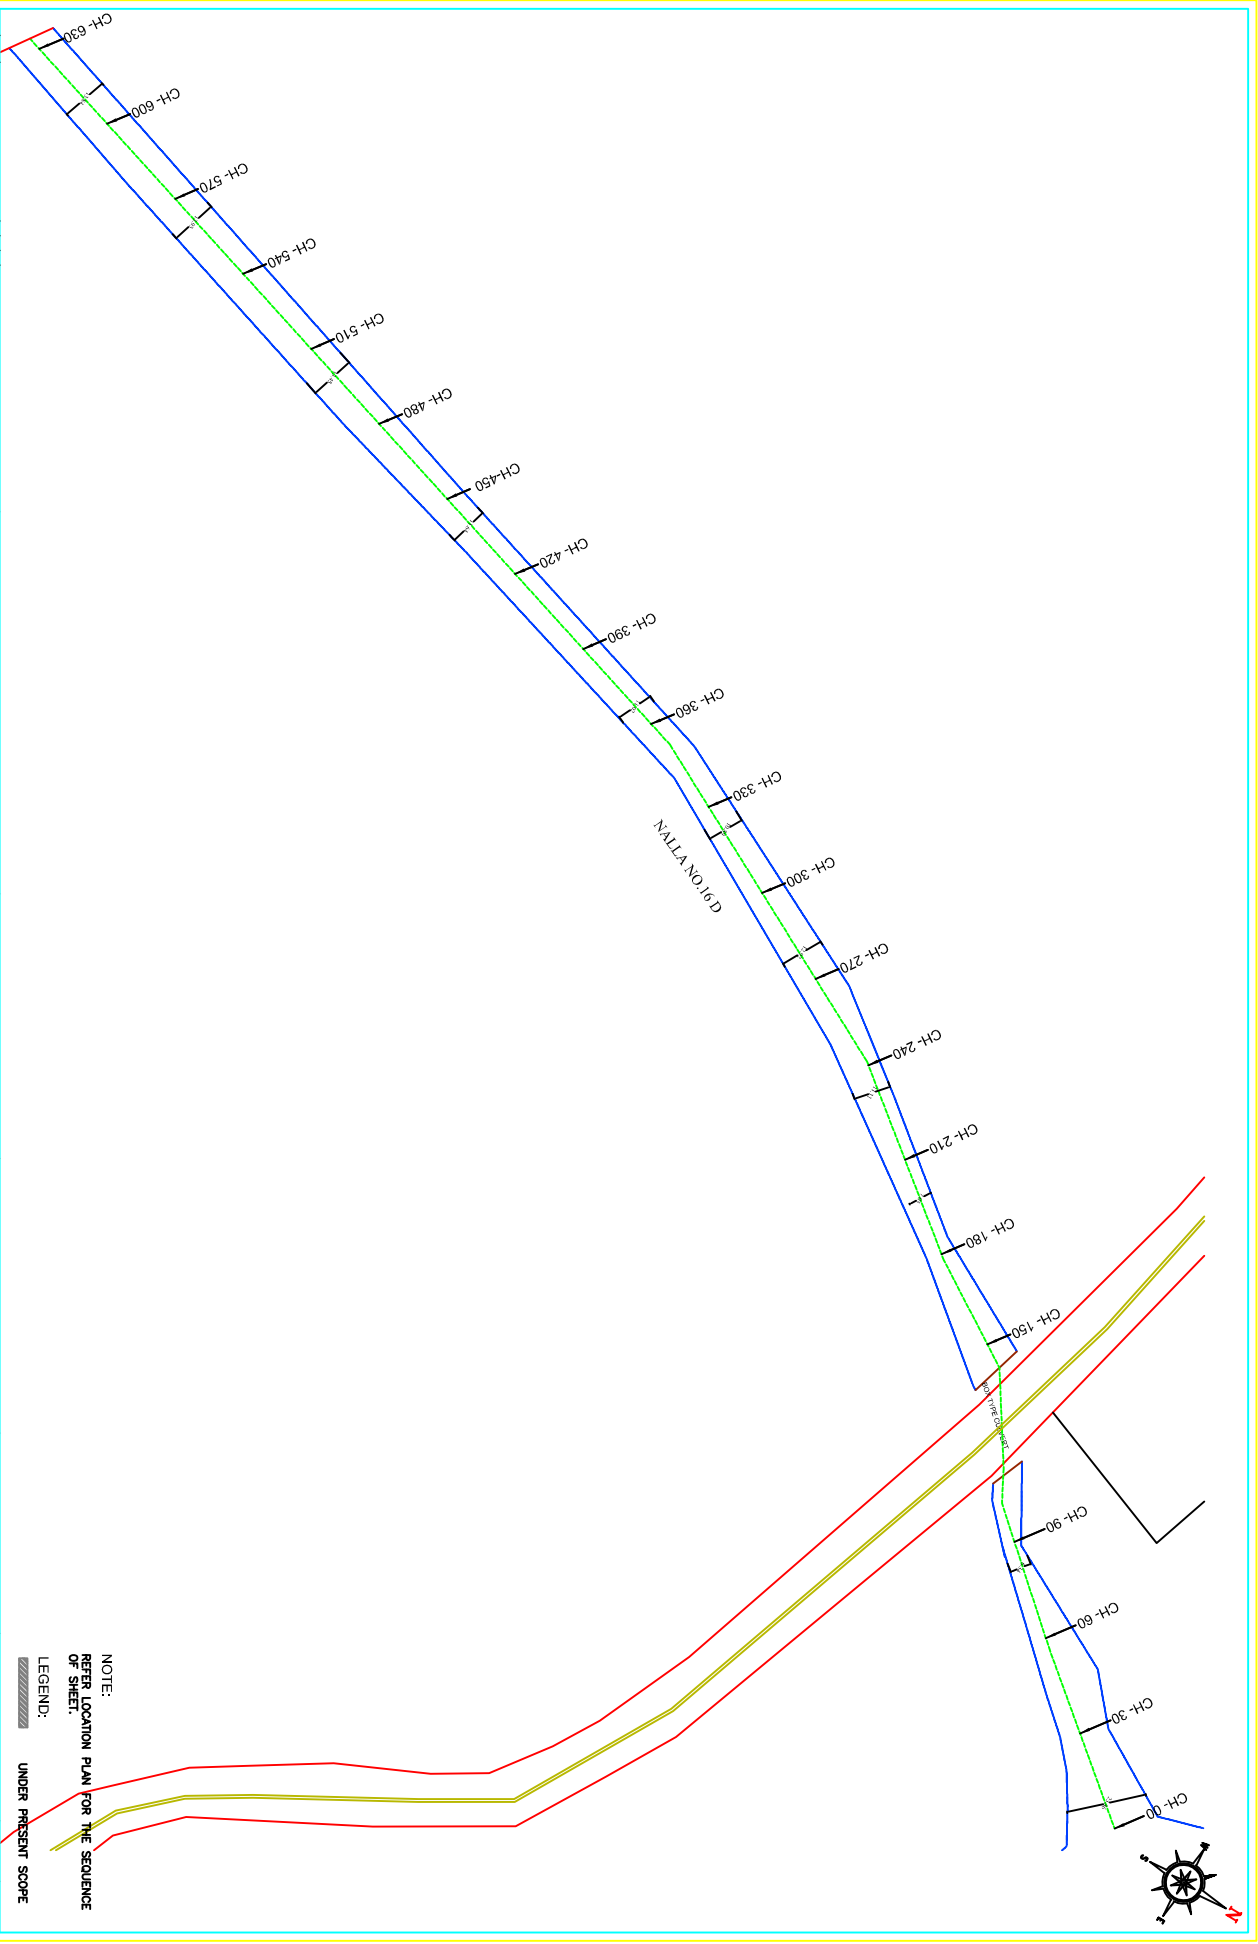 CH- 630
CH- 600
CH- 570
CH- 540
CH- 510
CH- 480
CH-450
CH- 420
CH- 390
CH- 360
CH- 330
CH- 300
CH- 270
CH- 240
CH- 210
CH- 180
CH- 150
CH- 90
CH- 60
CH- 30
CH- 00
NALLA NO.16 D
BOX TYPE CULVERT
NOTE:
REFER LOCATION PLAN FOR THE SEQUENCE
OF SHEET.
LEGEND:
UNDER PRESENT SCOPE
N
S
E
W